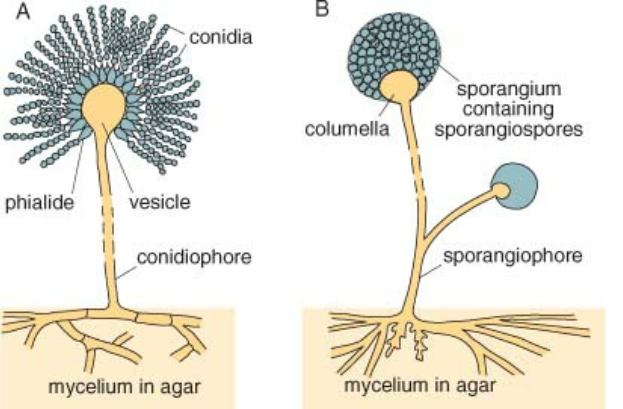 A
conidia
phialide
vesicle
conidiophore
mycelium in agar
B
sporangium
containing
sporangiospores
columella
sporangiophore
mycelium in agar